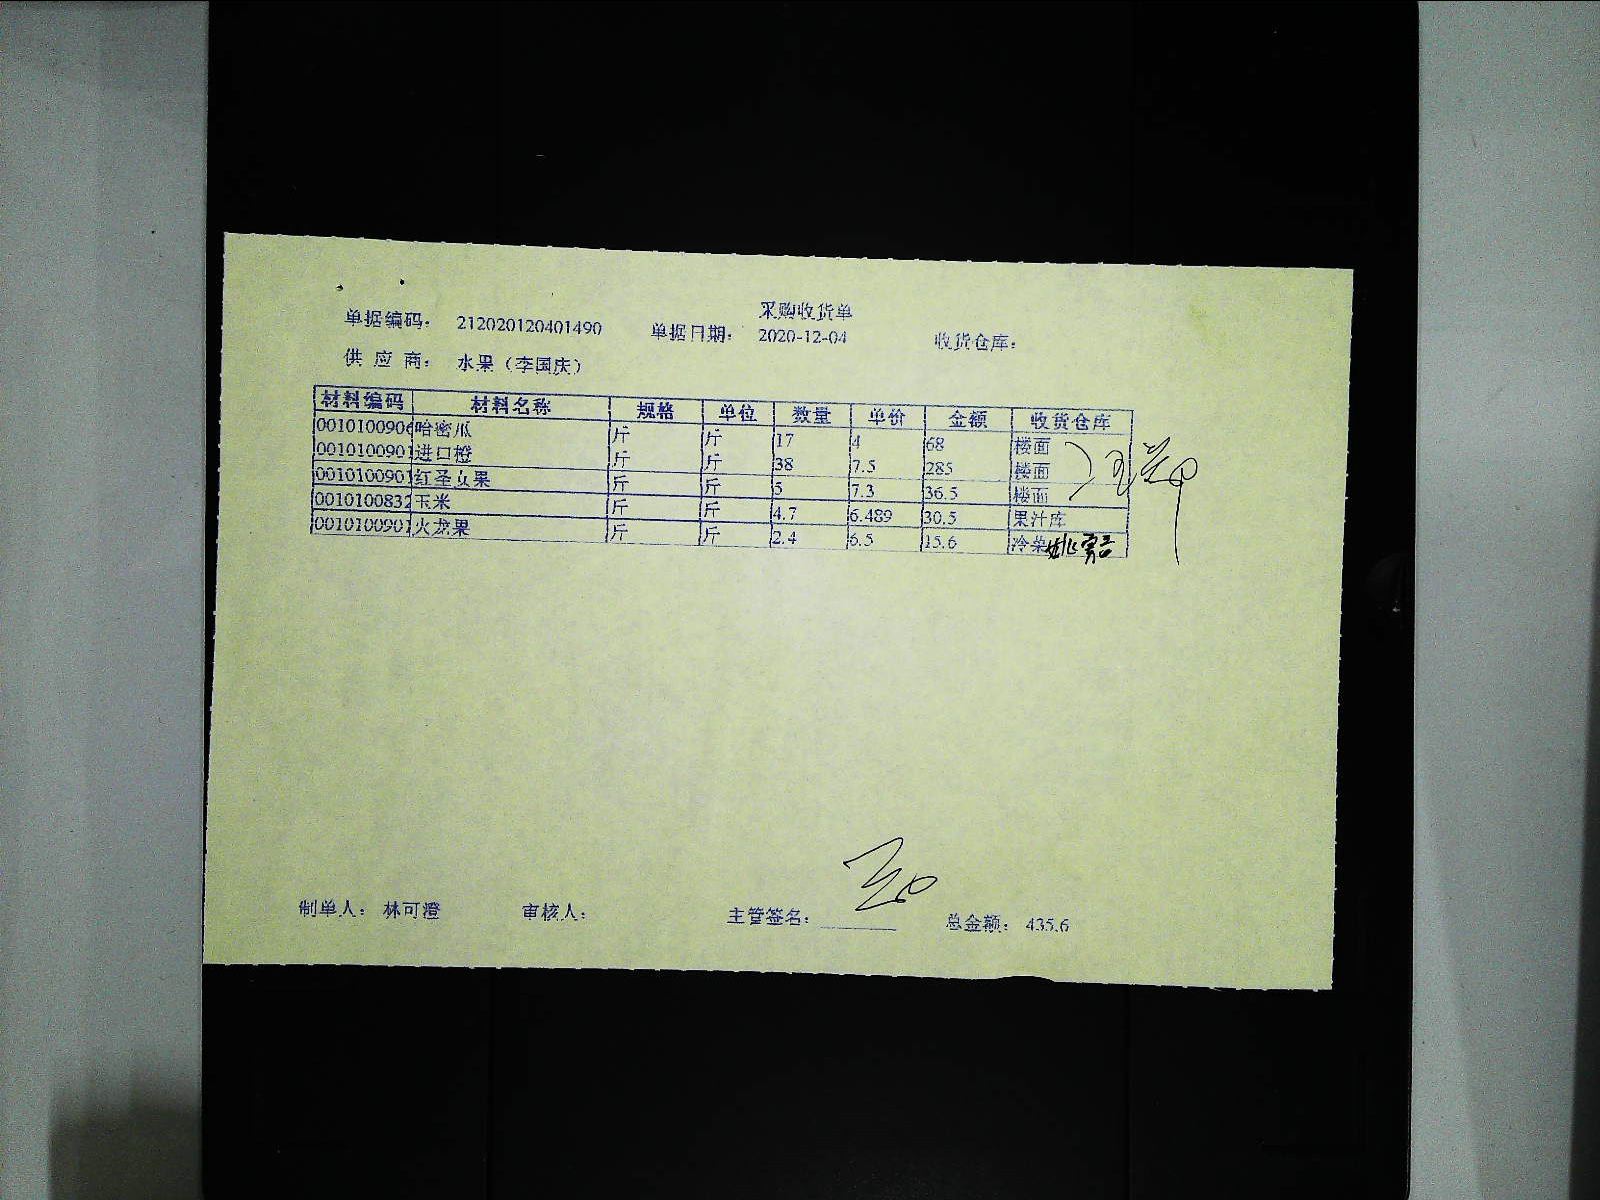 采购收货单
单据编码： 212020120401490 单据日期： 2020-12-04 收货仓库：
供 应 商： 水果（李国庆）
材料编码 材料名称 规格 单位 数量 单价 金额 收货仓库
0010100906 哈密瓜 斤 斤 17 4 68 楼面
0010100901 进口橙 斤 斤 38 7.5 285 楼面
0010100901 红圣女果 斤 斤 5 7.3 36.5 楼面
0010100832 玉米 斤 斤 4.7 6.489 30.5 果汁库
0010100901 火龙果 斤 斤 2.4 6.5 15.6 冷菜
制单人： 林可澄 审核人： 主管签名： 总金额： 435.6